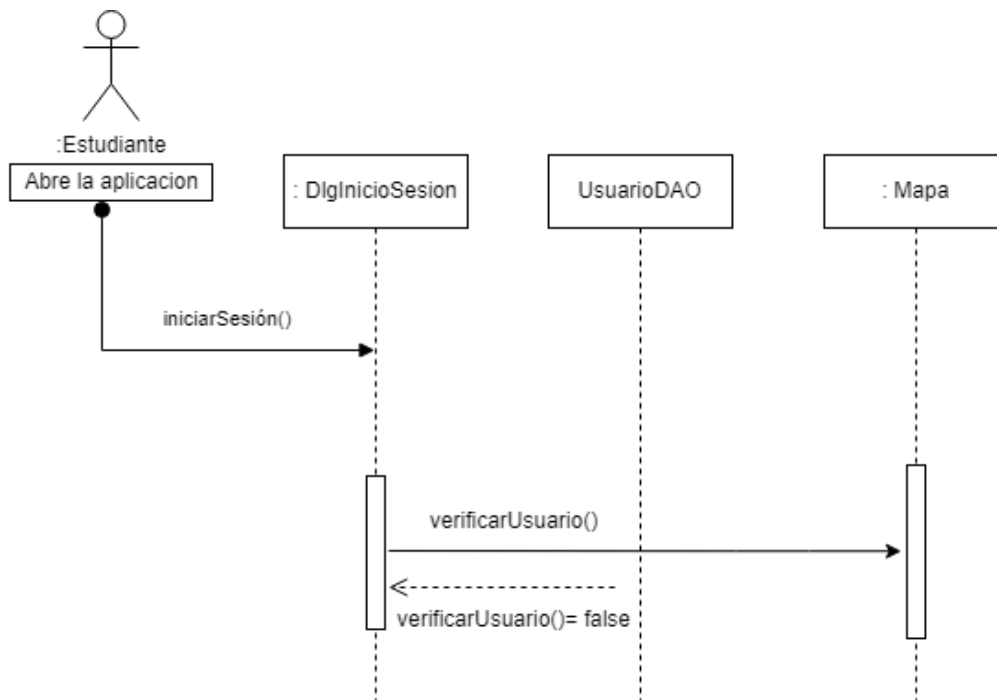 :Estudiante
Abre la aplicacion
: DlgInicioSesion
UsuarioDAO
: Mapa
iniciarSesión()
verificarUsuario()
verificarUsuario()= false